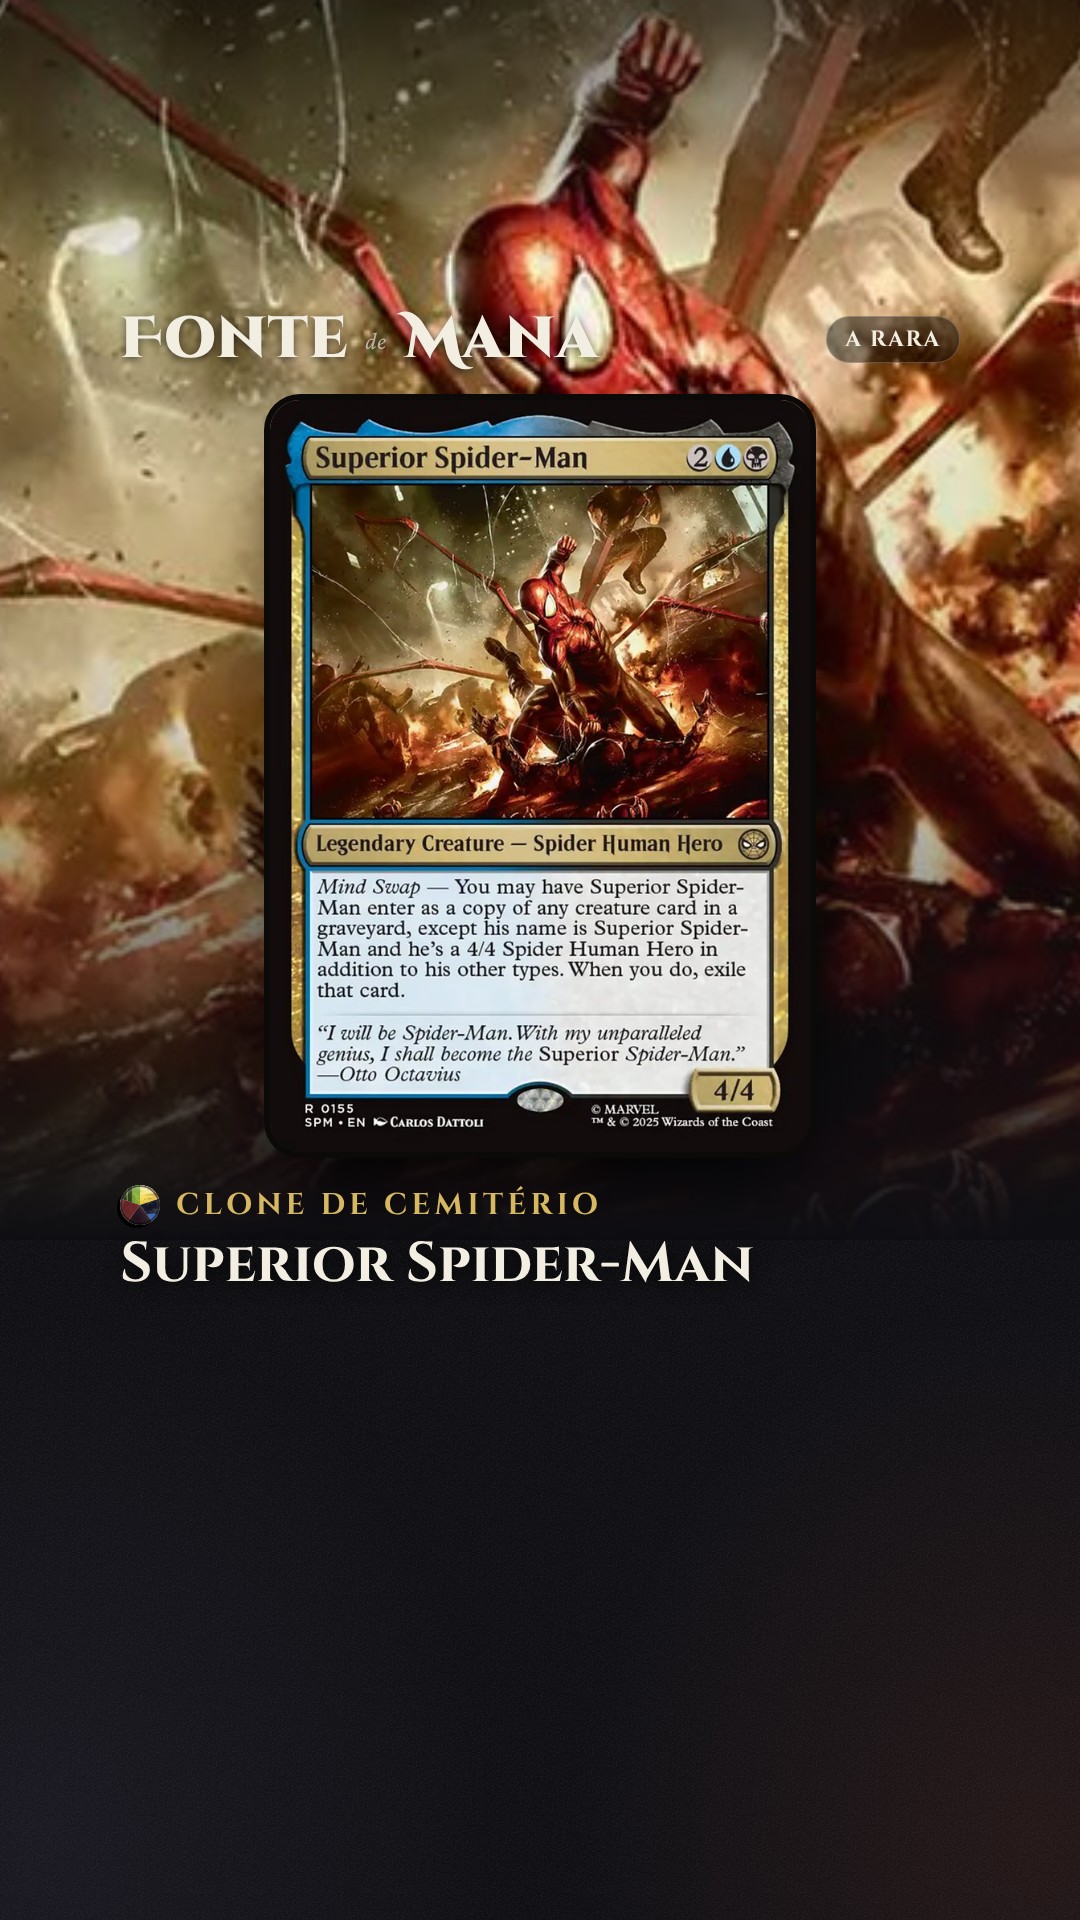 FONTE de MANA
A RARA
Superior Spider-Man
2
Legendary Creature — Spider Human Hero
Mind Swap — You may have Superior Spider-
Man enter as a copy of any creature card in a
graveyard, except his name is Superior Spider-
Man and he's a 4/4 Spider Human Hero in
addition to his other types. When you do, exile
that card.
“I will be Spider-Man. With my unparalleled
genius, I shall become the Superior Spider-Man.”
—Otto Octavius
4/4
R 0155
SPM • EN CARLOS DATTOLI
© MARVEL
™ & © 2025 Wizards of the Coast
CLONE DE CEMITÉRIO
SUPERIOR SPIDER-MAN